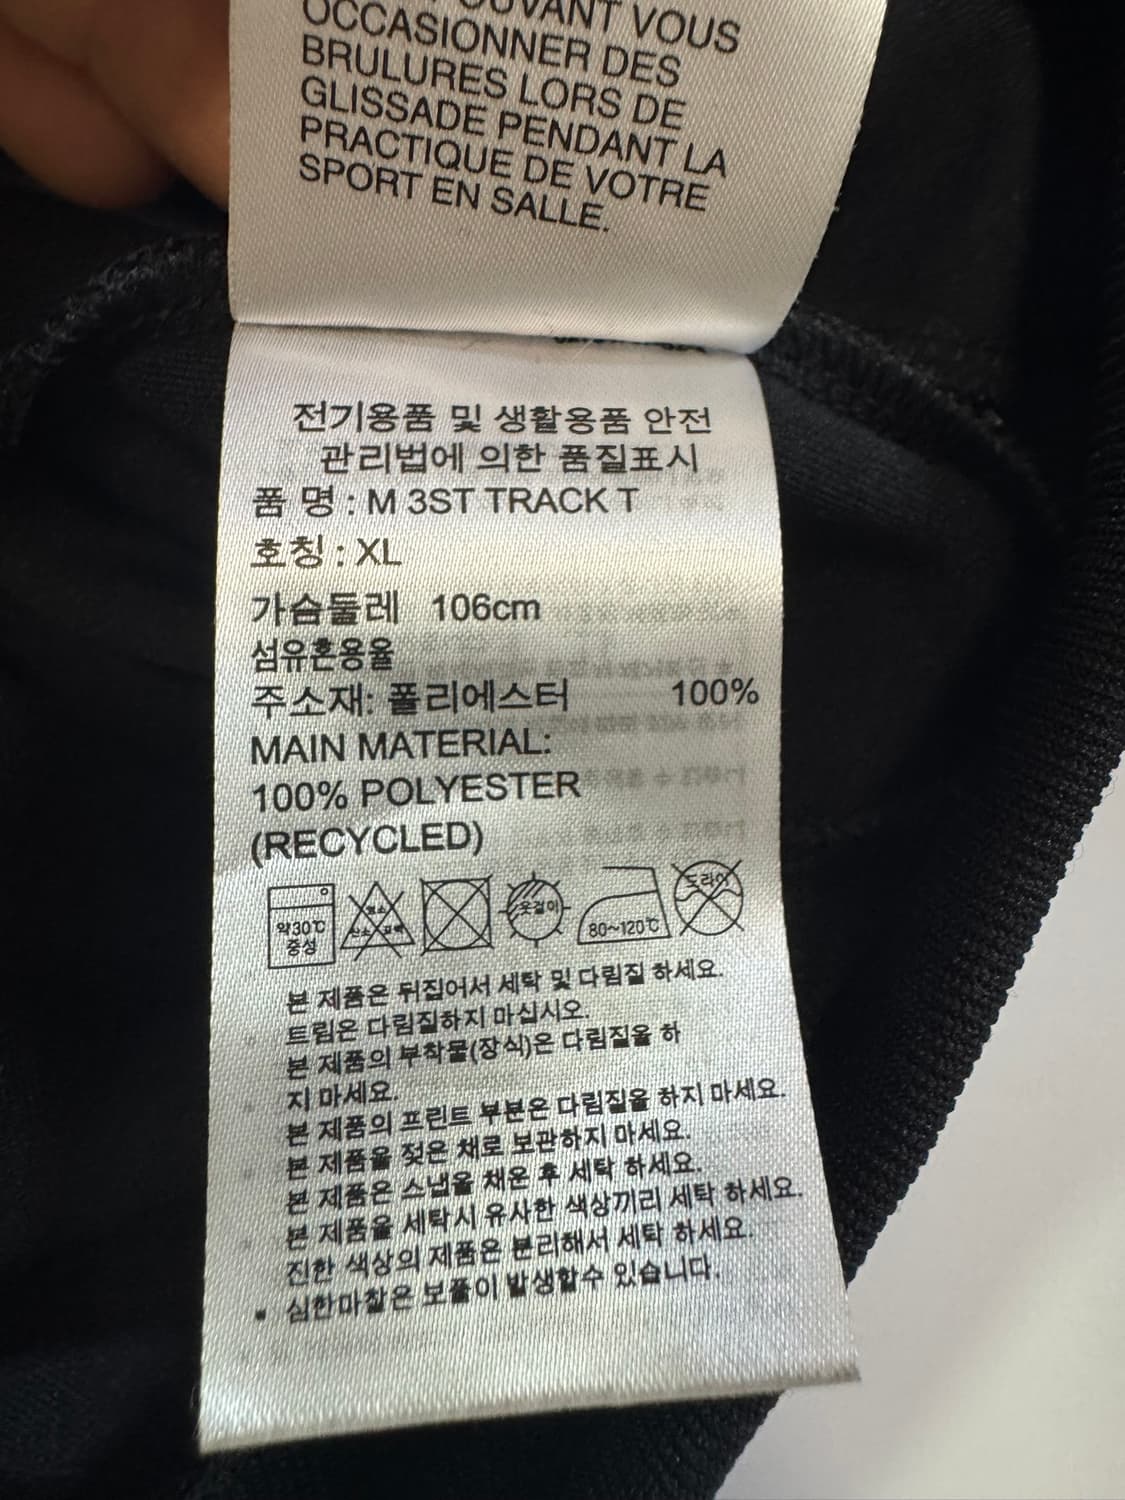 OUVANT VOUS
OCCASIONNER DES
BRULURES LORS DE
GLISSADE PENDANT LA
PRACTIQUE DE VOTRE
SPORT EN SALLE.
전기용품 및 생활용품 안전
관리법에 의한 품질표시
품 명 : M 3ST TRACK T
호칭 : XL
가슴둘레 106cm
섬유혼용율
주소재: 폴리에스터 100%
MAIN MATERIAL:
100% POLYESTER
(RECYCLED)
약30℃ 중성
옷걸이
80~120℃
드라이
본 제품은 뒤집어서 세탁 및 다림질 하세요.
트림은 다림질하지 마십시오.
본 제품의 부착물(장식)은 다림질을 하
지 마세요.
본 제품의 프린트 부분은 다림질을 하지 마세요.
본 제품을 젖은 채로 보관하지 마세요.
본 제품은 스냅을 채운 후 세탁 하세요.
본 제품을 세탁시 유사한 색상끼리 세탁 하세요.
진한 색상의 제품은 분리해서 세탁 하세요.
▪ 심한마찰은 보풀이 발생할수 있습니다.